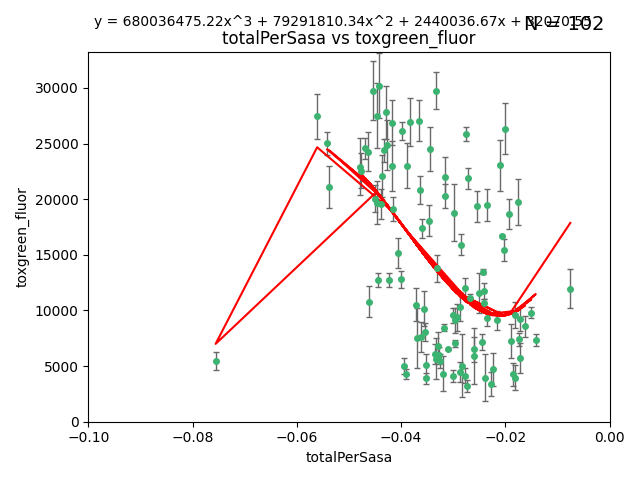 y = 680036475.22x^3 + 79291810.34x^2 + 2440036.67x +
N = 102
totalPerSasa vs toxgreen_fluor
30000
25000
20000
15000
10000
5000
0
toxgreen_fluor
−0.10 −0.08 −0.06 −0.04 −0.02 0.00
totalPerSasa